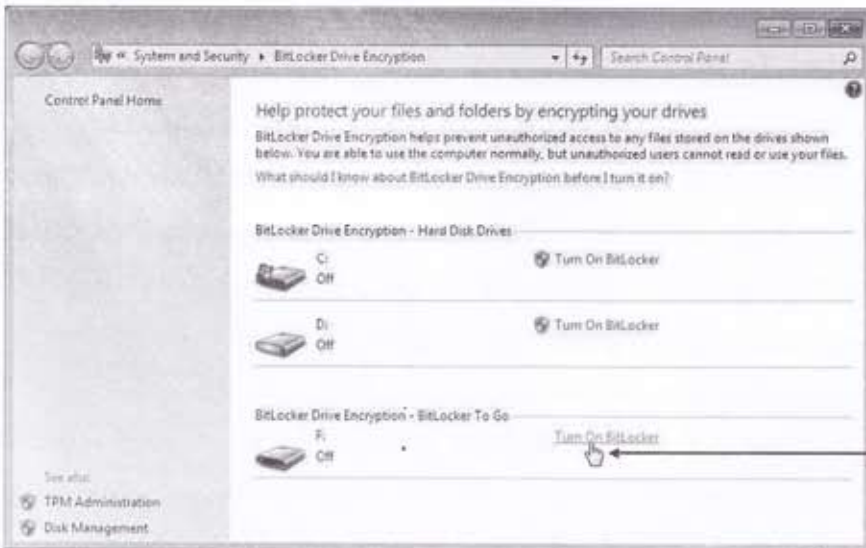 « System and Security ▸ BitLocker Drive Encryption
Search Control Panel
Control Panel Home
Help protect your files and folders by encrypting your drives
BitLocker Drive Encryption helps prevent unauthorized access to any files stored on the drives shown
below. You are able to use the computer normally, but unauthorized users cannot read or use your files.
What should I know about BitLocker Drive Encryption before I turn it on?
BitLocker Drive Encryption - Hard Disk Drives
C:
Off
Turn On BitLocker
D:
Off
Turn On BitLocker
BitLocker Drive Encryption - BitLocker To Go
F:
Off
Turn On BitLocker
See also
TPM Administration
Disk Management